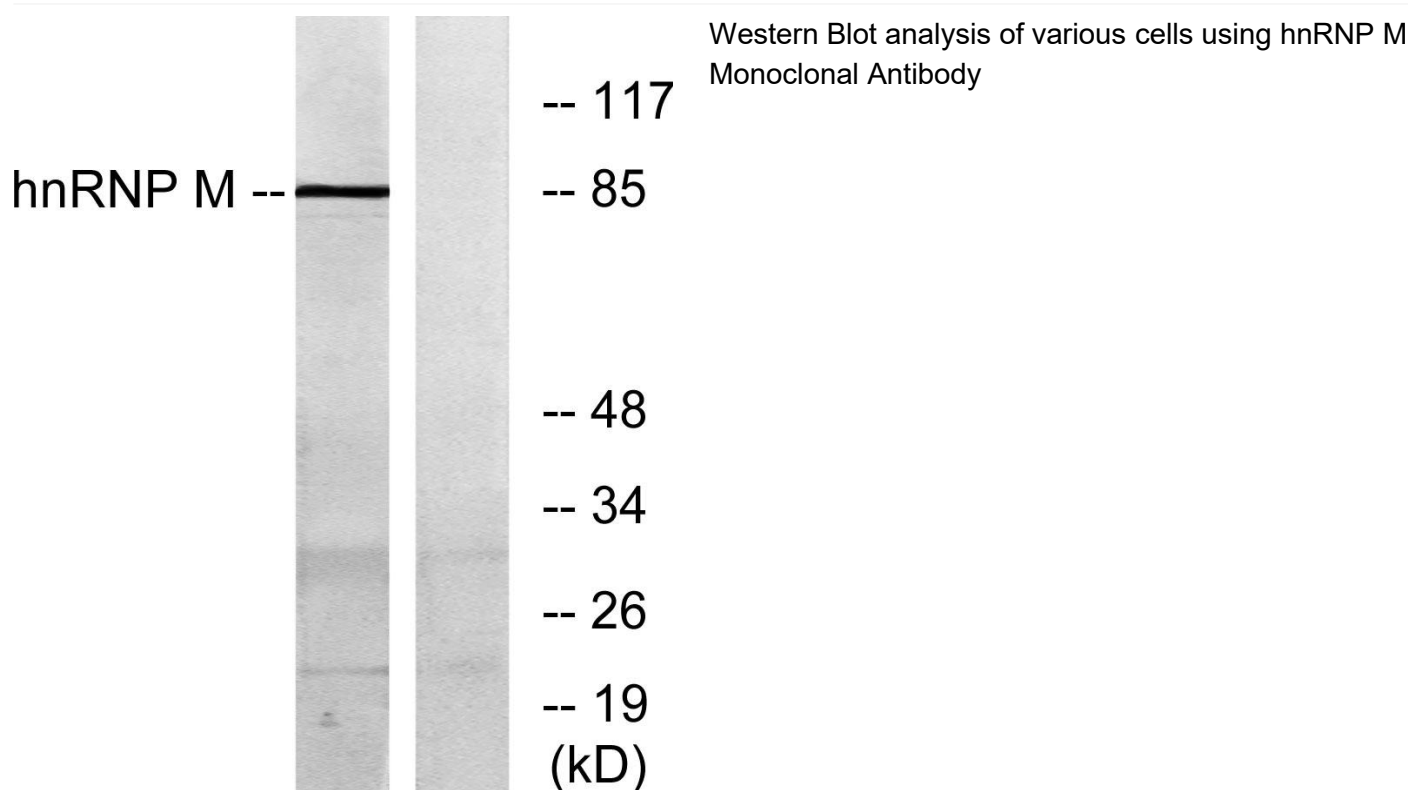 Western Blot analysis of various cells using hnRNP M
Monoclonal Antibody
-- 117
hnRNP M --
-- 85
-- 48
-- 34
-- 26
-- 19
(kD)